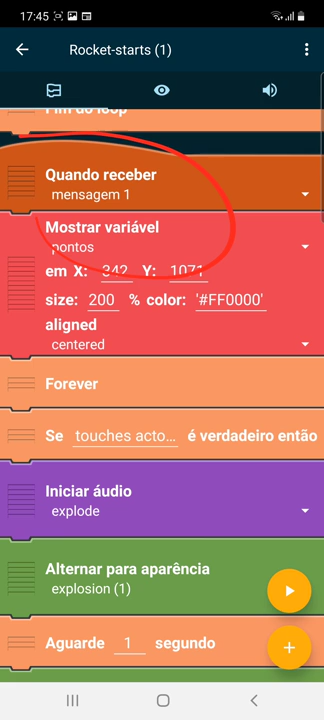 17:45
Rocket-starts (1)
Fim do loop
Quando receber
mensagem 1
Mostrar variável
pontos
em X: 342 Y: 1071
size: 200 % color: '#FF0000'
aligned
centered
Forever
Se touches acto... é verdadeiro então
Iniciar áudio
explode
Alternar para aparência
explosion (1)
Aguarde 1 segundo